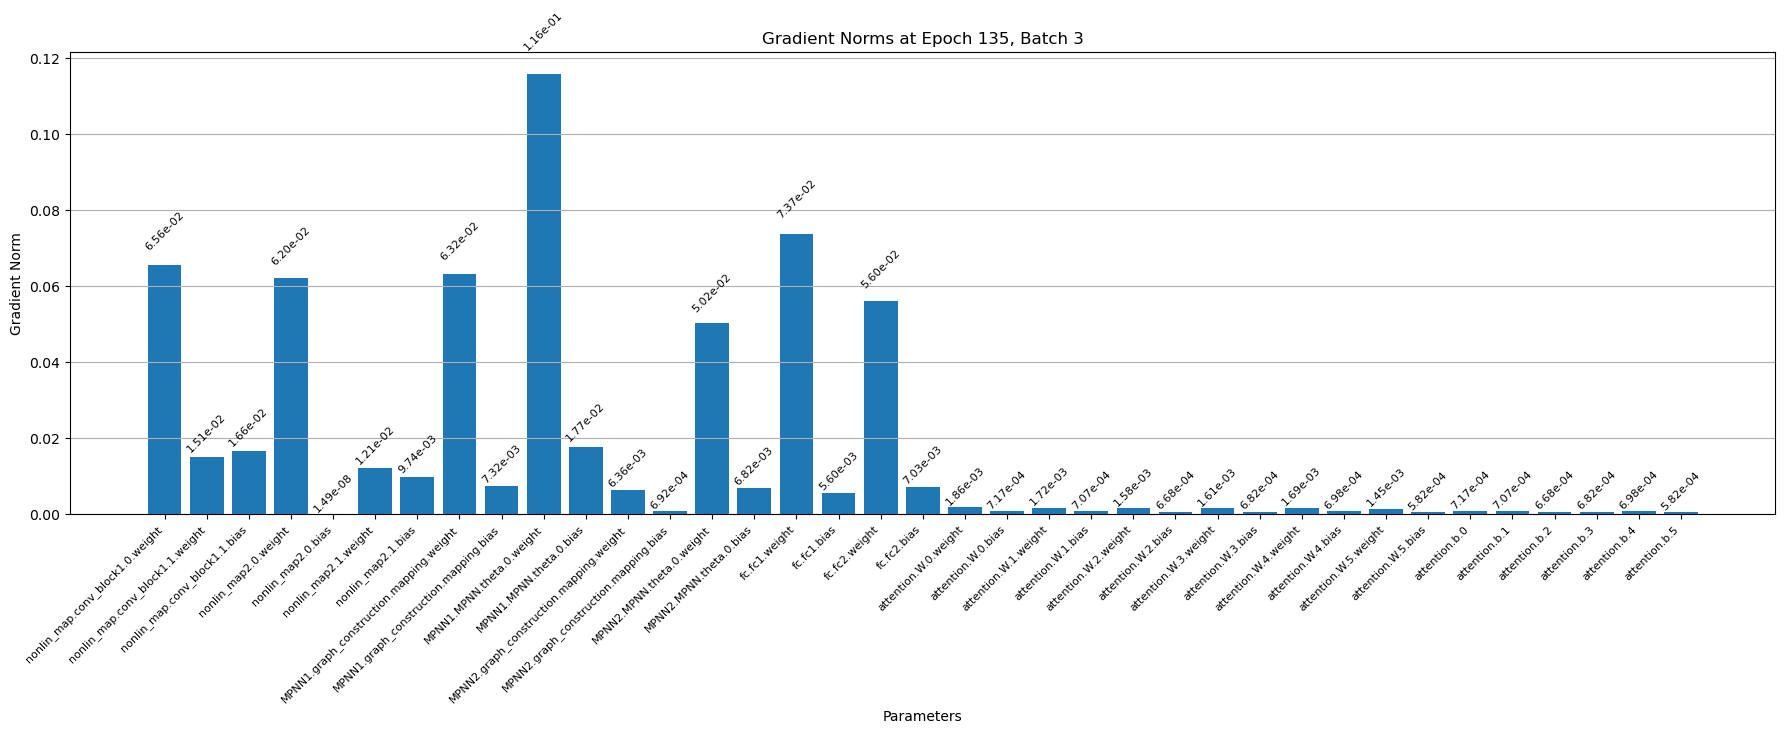 Gradient Norms at Epoch 135, Batch 3
Gradient Norm
0.12
0.10
0.08
0.06
0.04
0.02
0.00
6.56e-02
1.51e-02
1.66e-02
6.20e-02
1.49e-08
1.21e-02
9.74e-03
6.32e-02
7.32e-03
1.16e-01
1.77e-02
6.36e-03
6.92e-04
5.02e-02
6.82e-03
7.37e-02
5.60e-03
5.60e-02
7.03e-03
1.86e-03
7.17e-04
1.72e-03
7.07e-04
1.58e-03
6.68e-04
1.61e-03
6.82e-04
1.69e-03
6.98e-04
1.45e-03
5.82e-04
7.17e-04
7.07e-04
6.68e-04
6.82e-04
6.98e-04
5.82e-04
nonlin_map.conv_block1.0.weight
nonlin_map.conv_block1.1.weight
nonlin_map.conv_block1.1.bias
nonlin_map2.0.weight
nonlin_map2.0.bias
nonlin_map2.1.weight
nonlin_map2.1.bias
MPNN1.graph_construction.mapping.weight
MPNN1.graph_construction.mapping.bias
MPNN1.MPNN.theta.0.weight
MPNN1.MPNN.theta.0.bias
MPNN2.graph_construction.mapping.weight
MPNN2.graph_construction.mapping.bias
MPNN2.MPNN.theta.0.weight
MPNN2.MPNN.theta.0.bias
fc.fc1.weight
fc.fc1.bias
fc.fc2.weight
fc.fc2.bias
attention.W.0.weight
attention.W.0.bias
attention.W.1.weight
attention.W.1.bias
attention.W.2.weight
attention.W.2.bias
attention.W.3.weight
attention.W.3.bias
attention.W.4.weight
attention.W.4.bias
attention.W.5.weight
attention.W.5.bias
attention.b.0
attention.b.1
attention.b.2
attention.b.3
attention.b.4
attention.b.5
Parameters